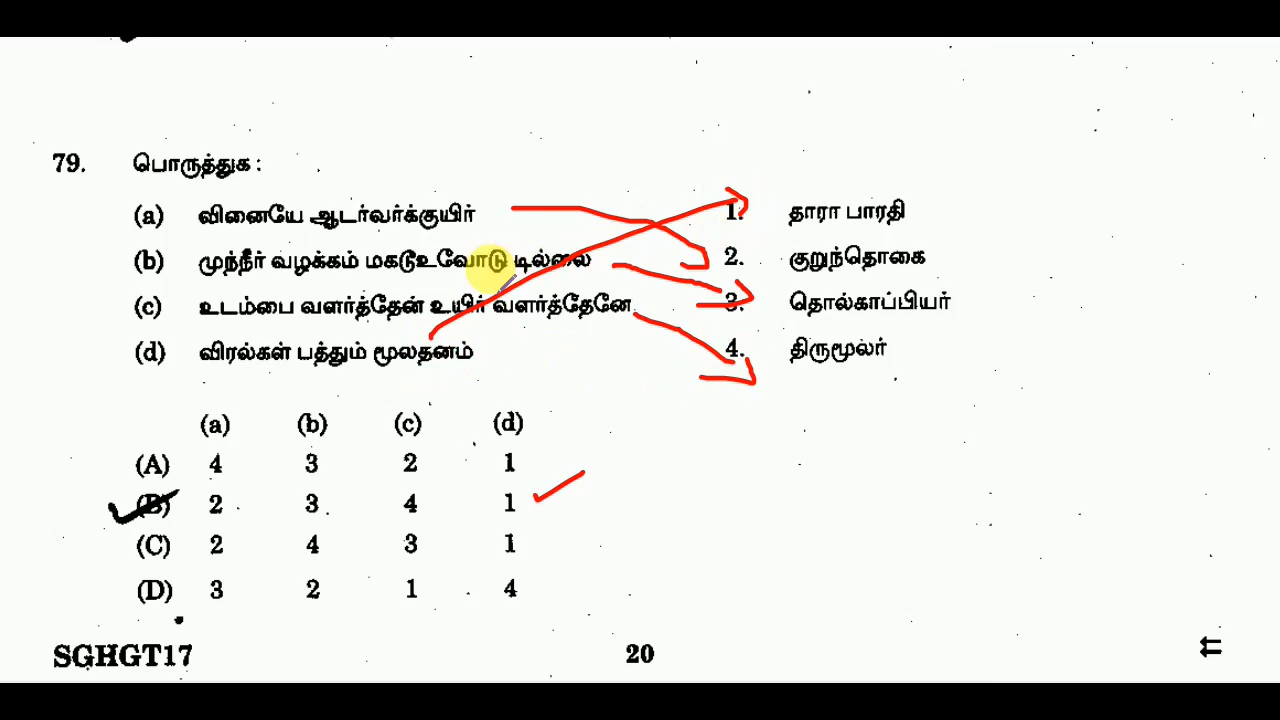 79. பொருத்துக :
(a) வினையே ஆடர்வர்க்குயிர் 1. தாரா பாரதி
(b) முந்நீர் வழக்கம் மகடூஉவோடு டில்லை 2. குறுந்தொகை
(c) உடம்பை வளர்த்தேன் உயிர் வளர்த்தேனே 3. தொல்காப்பியர்
(d) விரல்கள் பத்தும் மூலதனம் 4. திருமூலர்
(a) (b) (c) (d)
(A) 4 3 2 1
(B) 2 3 4 1
(C) 2 4 3 1
(D) 3 2 1 4
SGHGT17 20